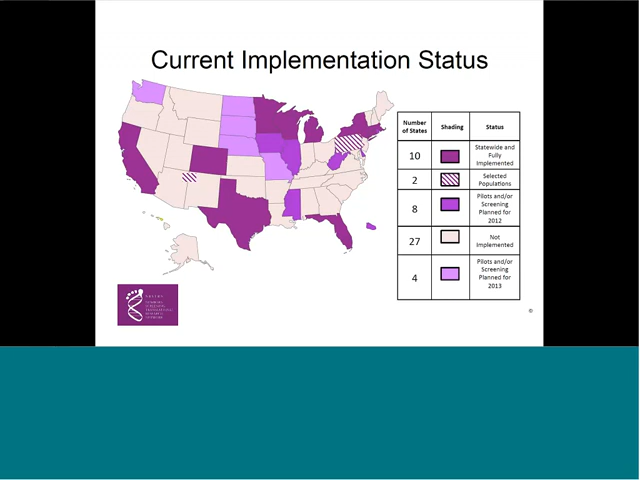 Current Implementation Status
Number
of States
Shading
Status
10
Statewide and
Fully
Implemented
2
Selected
Populations
8
Pilots and/or
Screening
Planned for
2012
27
Not
Implemented
4
Pilots and/or
Screening
Planned for
2013